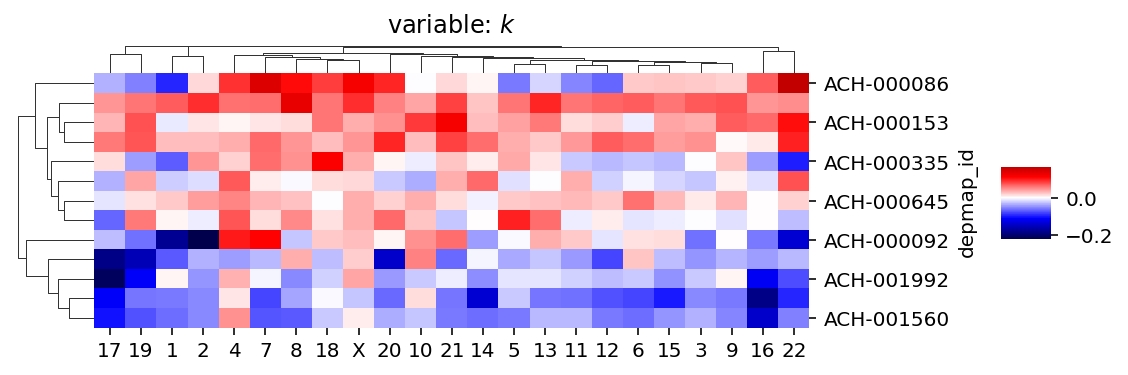 variable: k
ACH-000086
ACH-000153
ACH-000335
ACH-000645
ACH-000092
ACH-001992
ACH-001560
depmap_id
0.0
−0.2
17 19 1 2 4 7 8 18 X 20 10 21 14 5 13 11 12 6 15 3 9 16 22